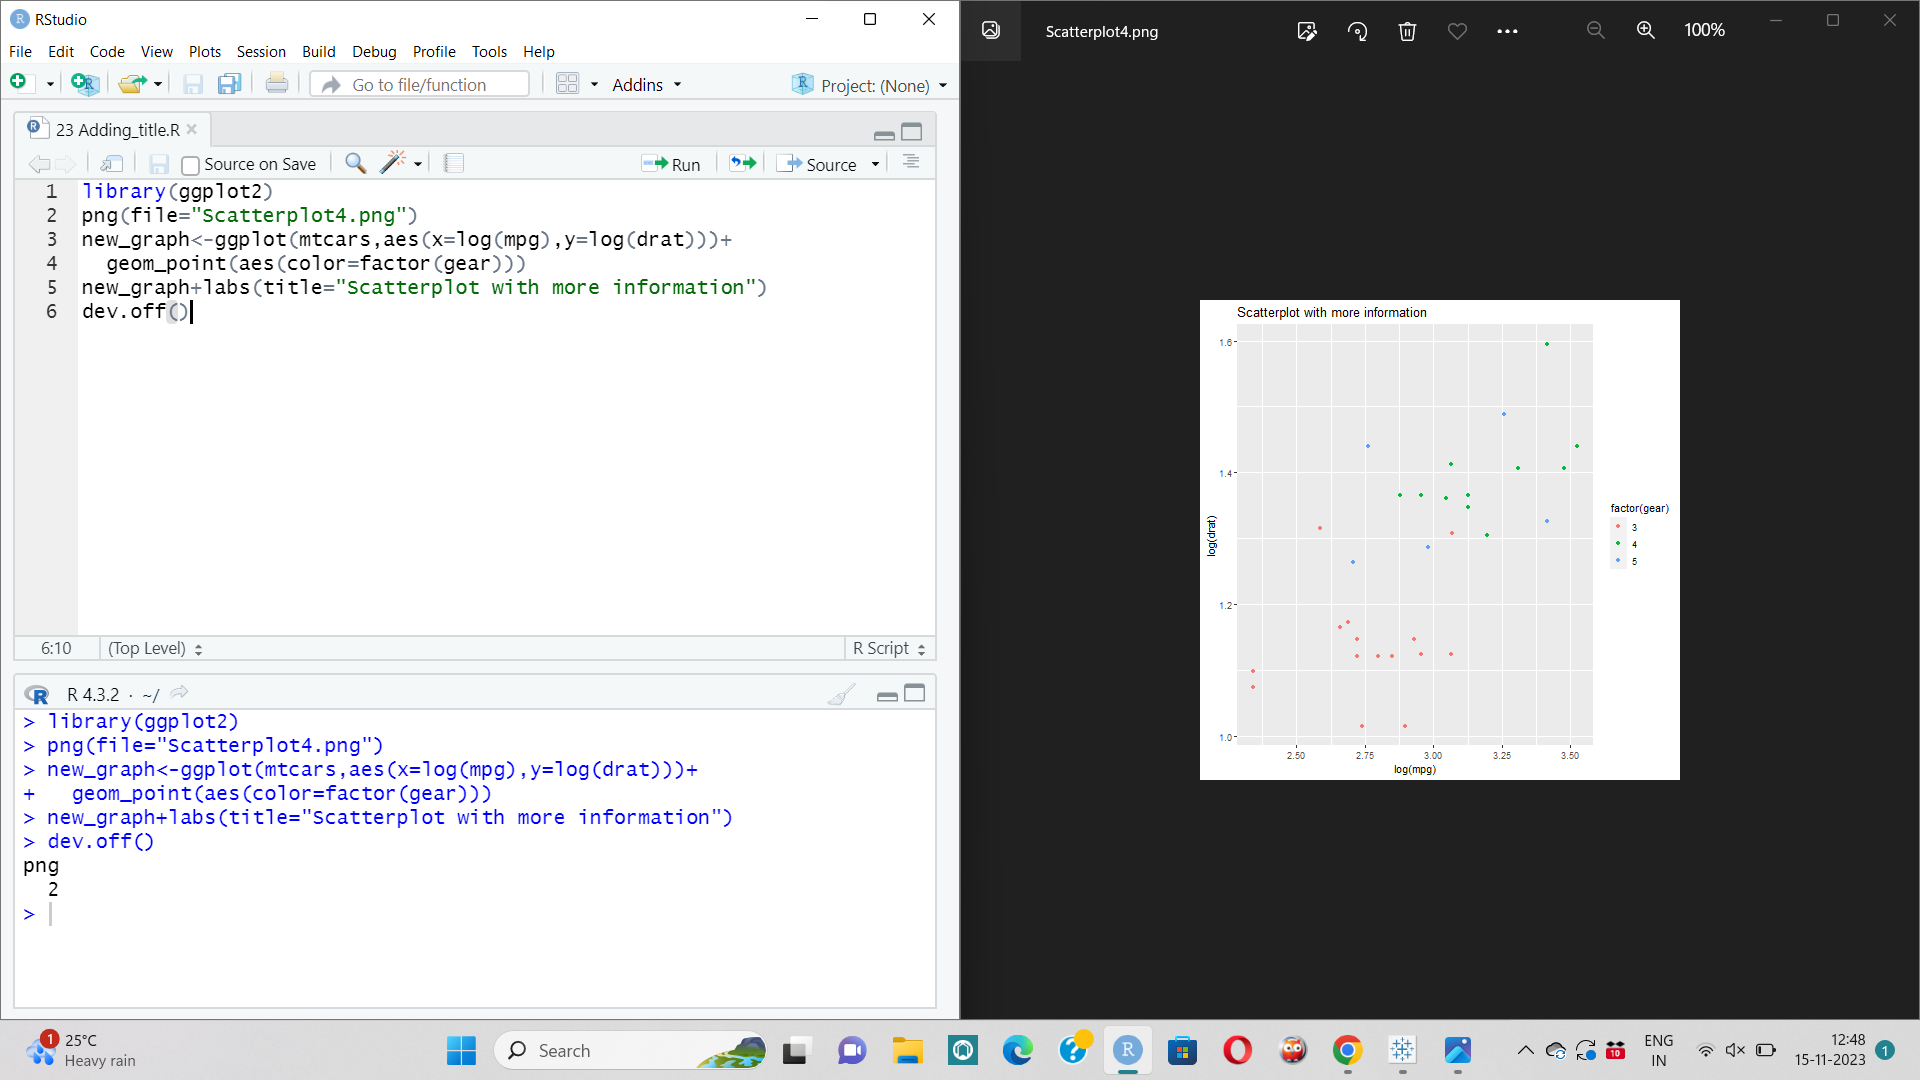 RStudio
File Edit Code View Plots Session Build Debug Profile Tools Help
Go to file/function Addins Project: (None)
23 Adding_title.R
Source on Save Run Source
1 library(ggplot2)
2 png(file="Scatterplot4.png")
3 new_graph<-ggplot(mtcars,aes(x=log(mpg),y=log(drat)))+
4 geom_point(aes(color=factor(gear)))
5 new_graph+labs(title="Scatterplot with more information")
6 dev.off()
6:10 (Top Level) R Script
R 4.3.2 · ~/
> library(ggplot2)
> png(file="Scatterplot4.png")
> new_graph<-ggplot(mtcars,aes(x=log(mpg),y=log(drat)))+
+ geom_point(aes(color=factor(gear)))
> new_graph+labs(title="Scatterplot with more information")
> dev.off()
png
2
>
Scatterplot4.png 100%
Scatterplot with more information
1.6
1.4
1.2
1.0
log(drat)
2.50 2.75 3.00 3.25 3.50
log(mpg)
factor(gear)
3
4
5
1 25°C
Heavy rain
Search
10
ENG
IN
12:48
15-11-2023
1